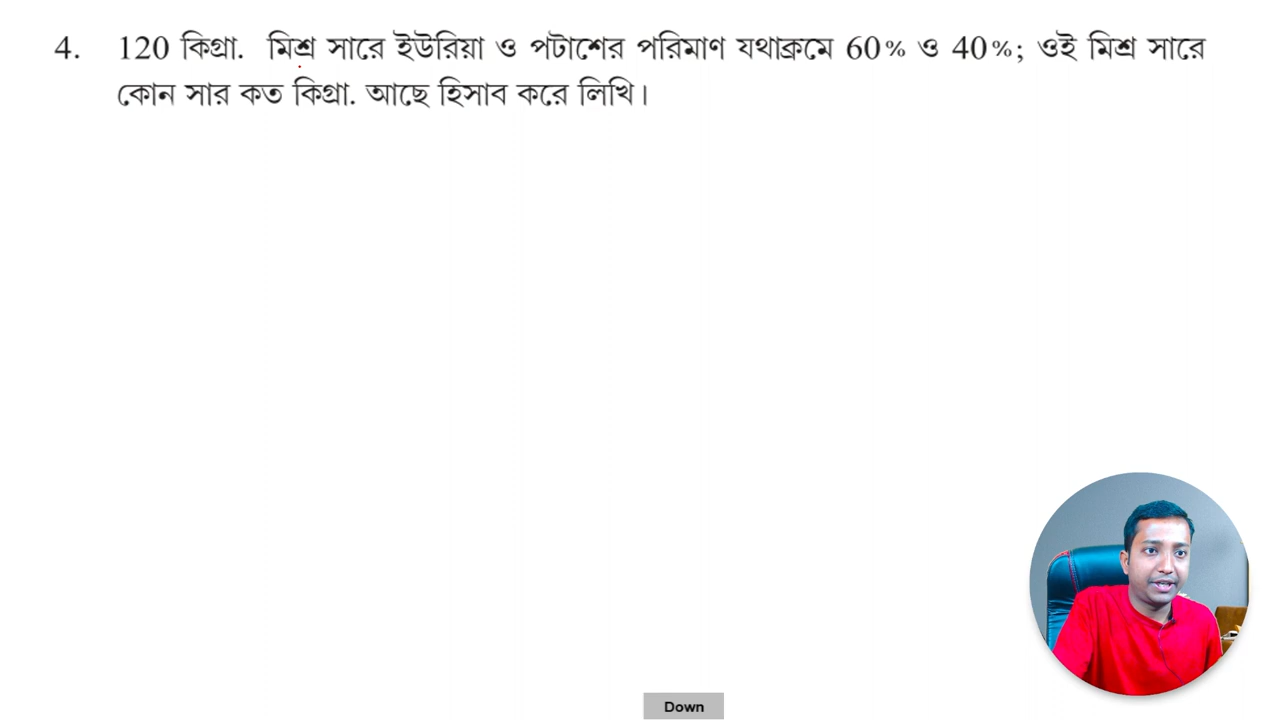 4. 120 কিগ্রা. মিশ্র সারে ইউরিয়া ও পটাশের পরিমাণ যথাক্রমে 60% ও 40%; ওই মিশ্র সারে
কোন সার কত কিগ্রা. আছে হিসাব করে লিখি।
Down